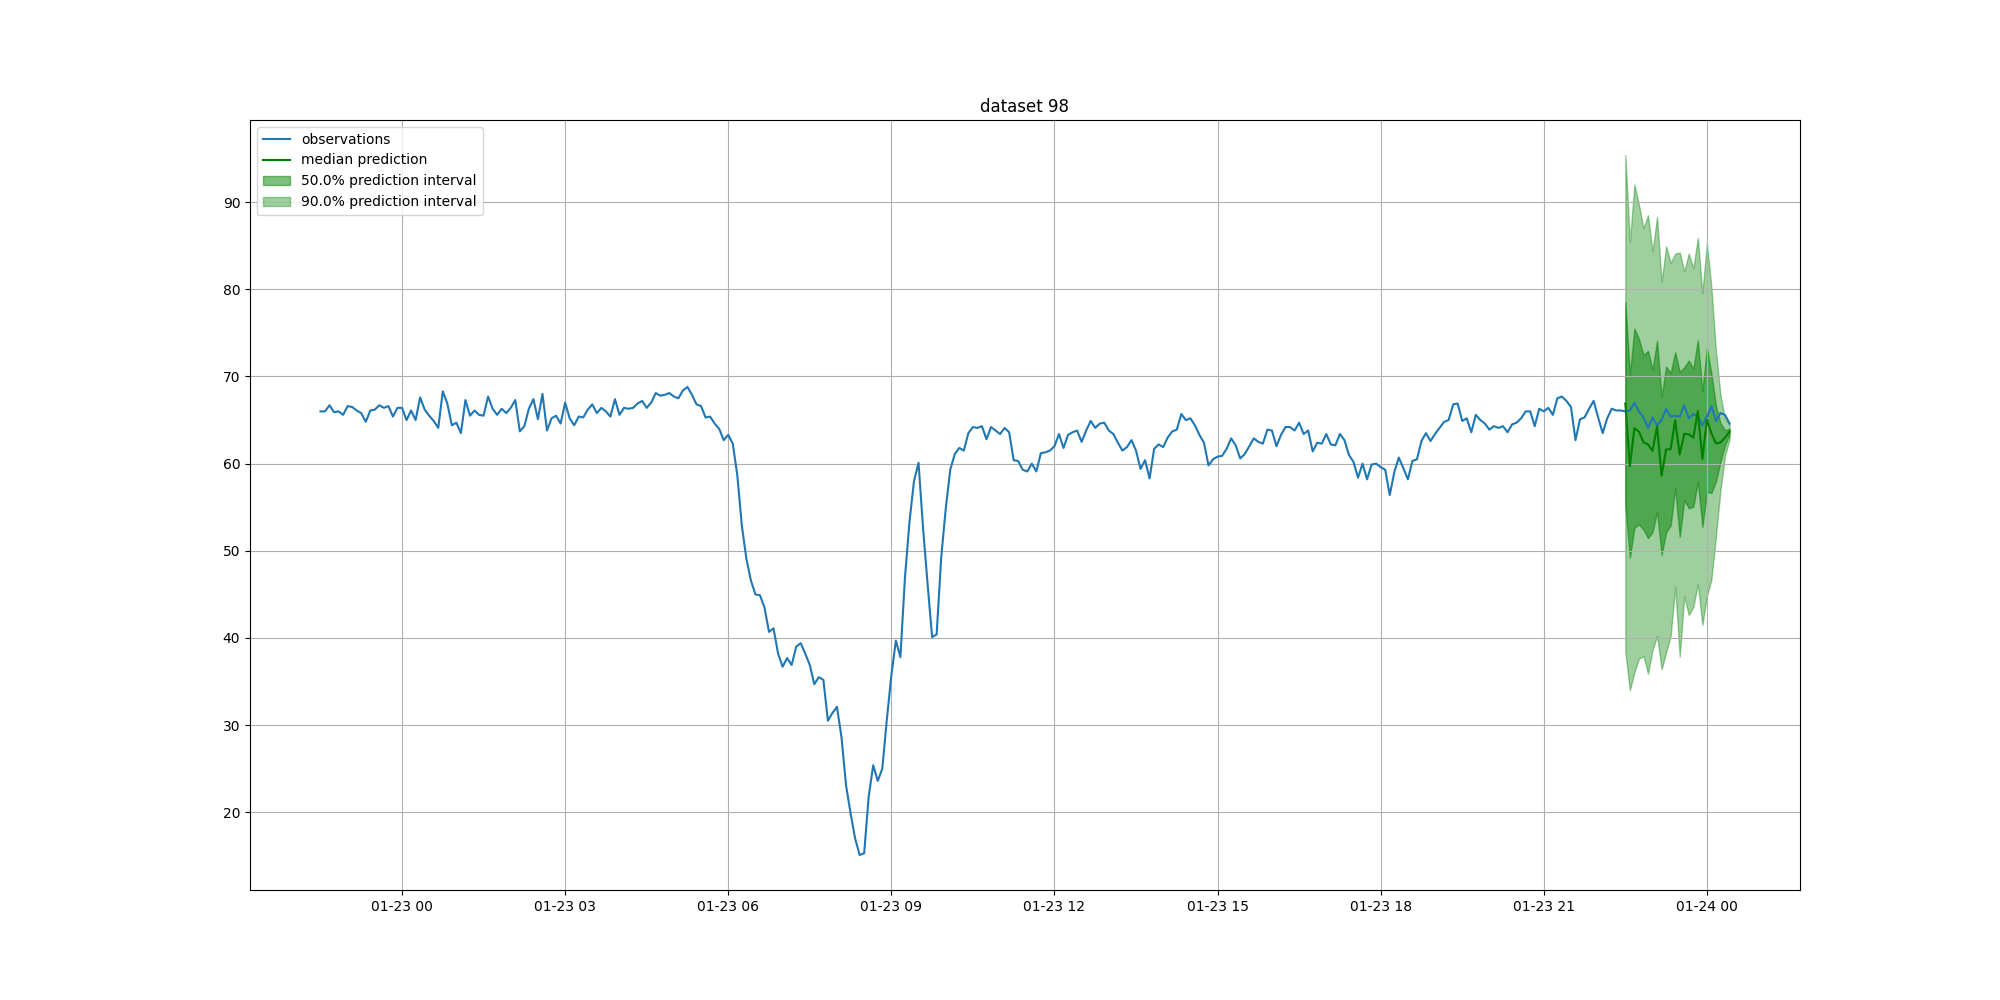 dataset 98
observations
median prediction
50.0% prediction interval
90.0% prediction interval
90
80
70
60
50
40
30
20
01-23 00 01-23 03 01-23 06 01-23 09 01-23 12 01-23 15 01-23 18 01-23 21 01-24 00